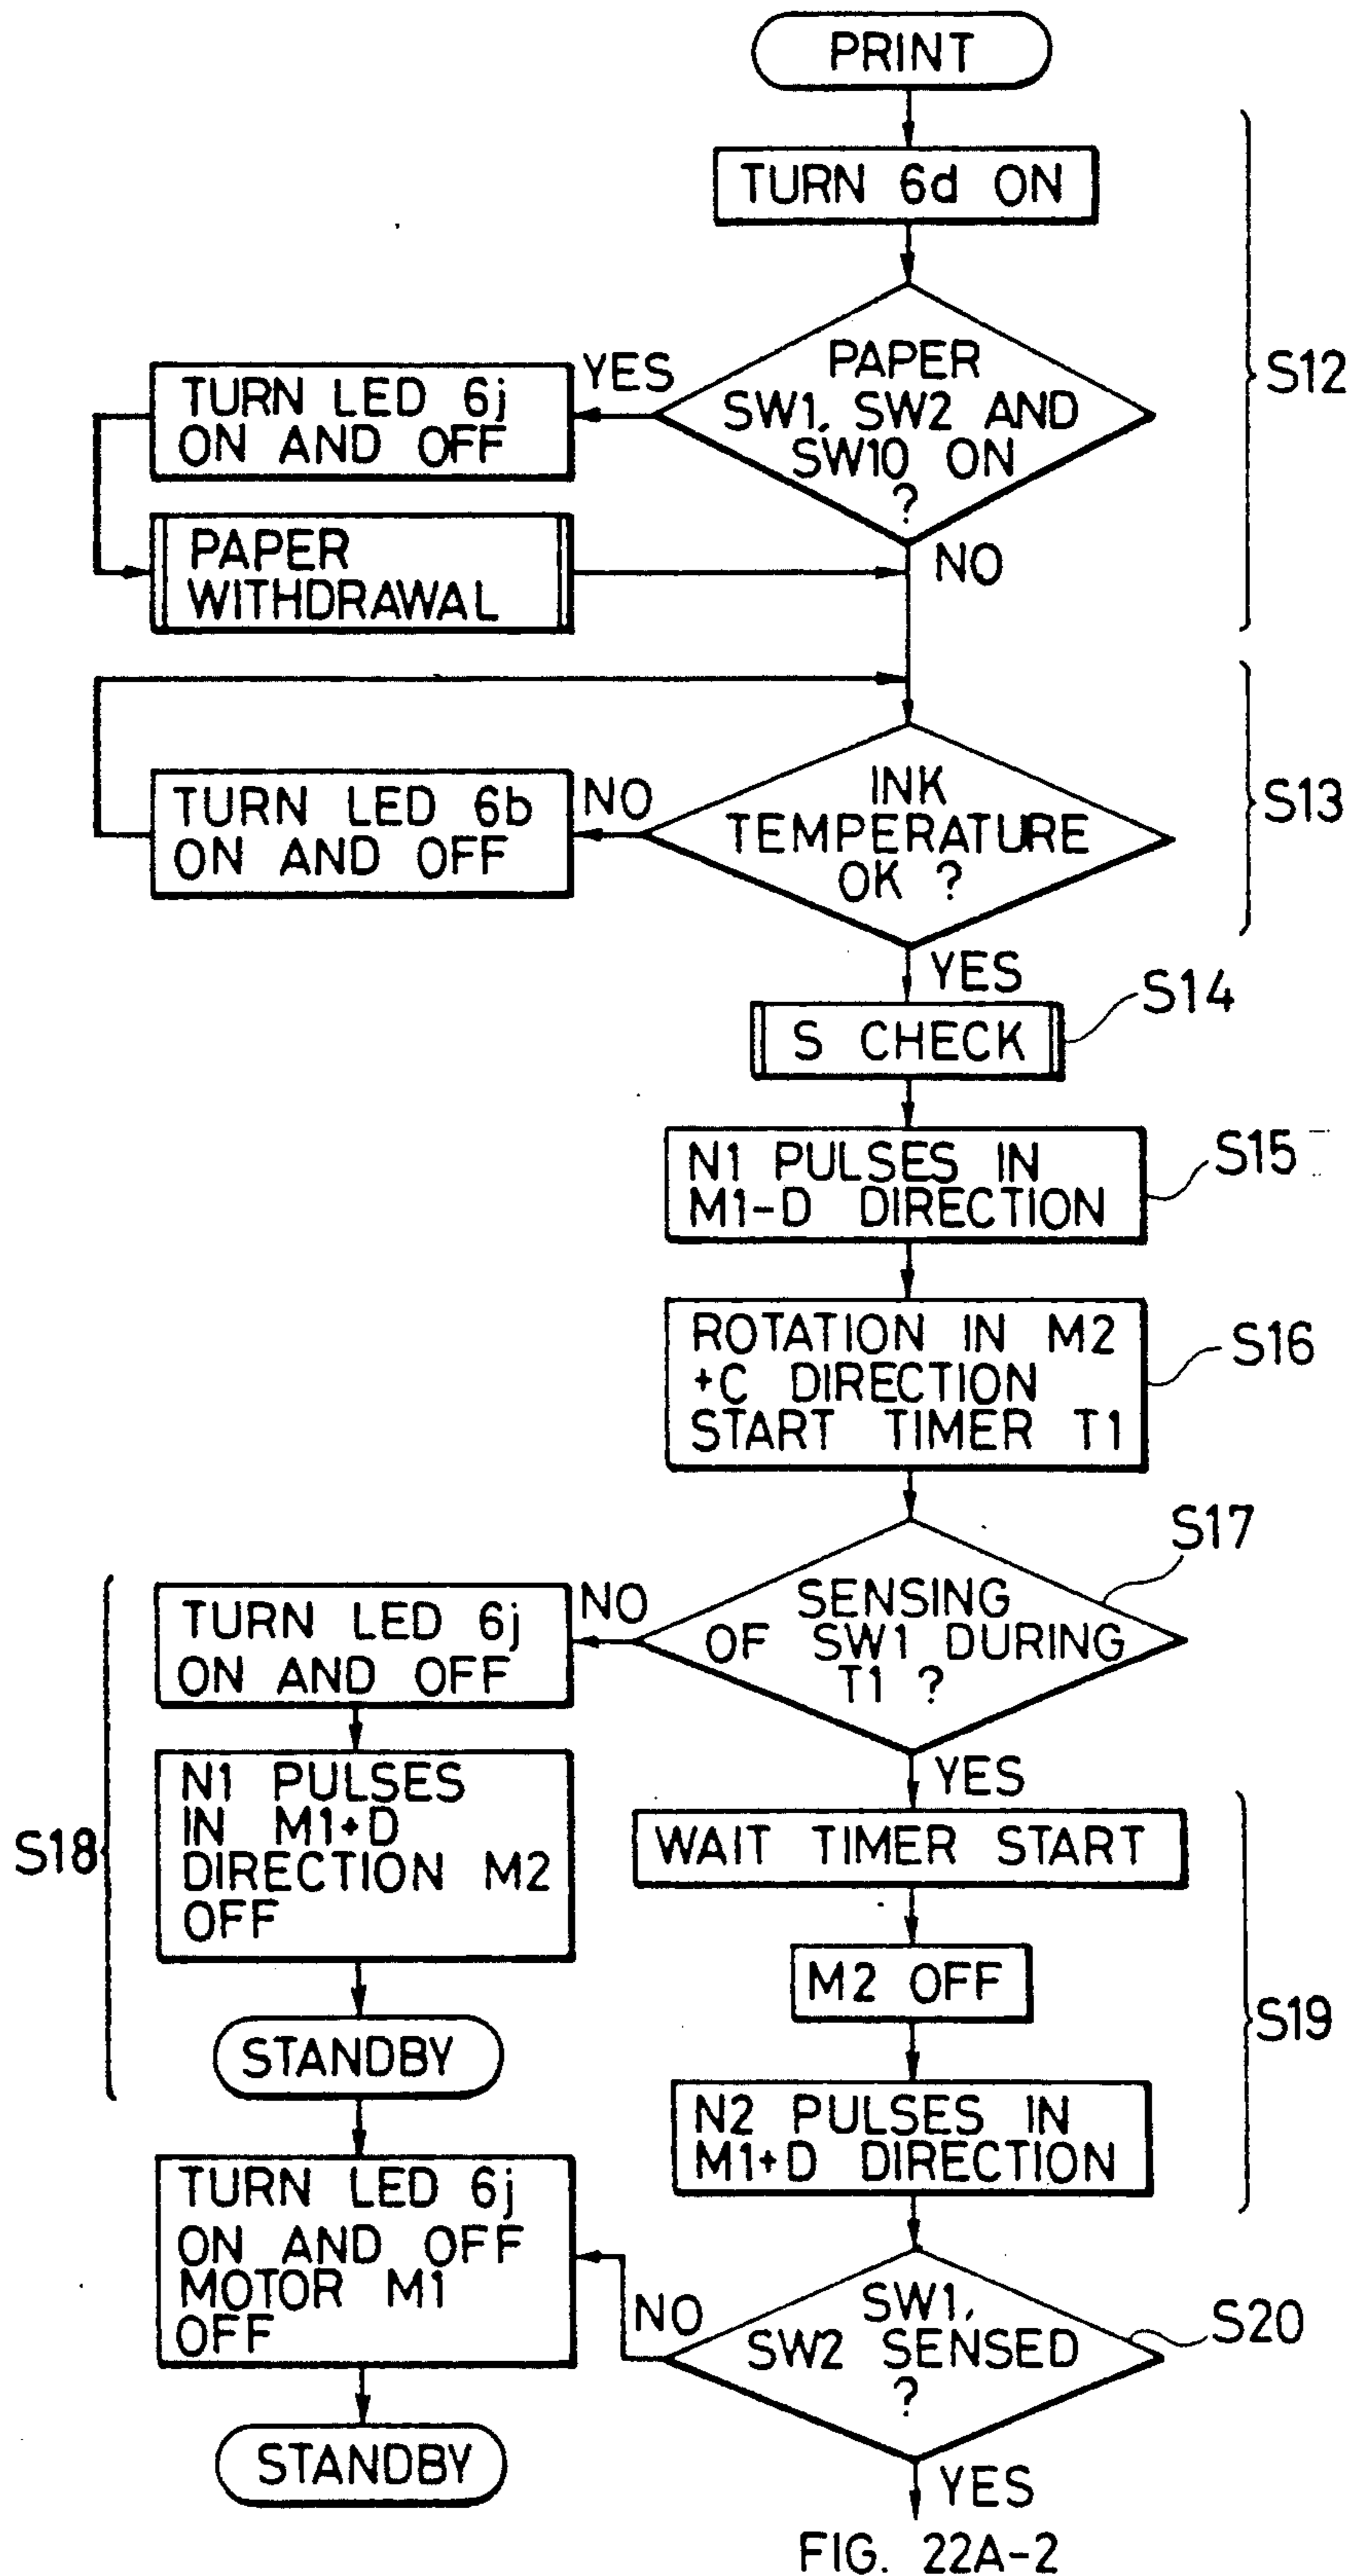 PRINT
TURN 6d ON
PAPER
SW1, SW2 AND
SW10 ON
?
YES
TURN LED 6j
ON AND OFF
PAPER
WITHDRAWAL
NO
S12
INK
TEMPERATURE
OK ?
NO
TURN LED 6b
ON AND OFF
S13
YES
S CHECK
S14
N1 PULSES IN
M1-D DIRECTION
S15
ROTATION IN M2
+C DIRECTION
START TIMER T1
S16
SENSING
OF SW1 DURING
T1 ?
S17
NO
TURN LED 6j
ON AND OFF
N1 PULSES
IN M1+D
DIRECTION M2
OFF
S18
STANDBY
YES
WAIT TIMER START
M2 OFF
N2 PULSES IN
M1+D DIRECTION
S19
SW1,
SW2 SENSED
?
S20
NO
TURN LED 6j
ON AND OFF
MOTOR M1
OFF
STANDBY
YES
FIG. 22A-2